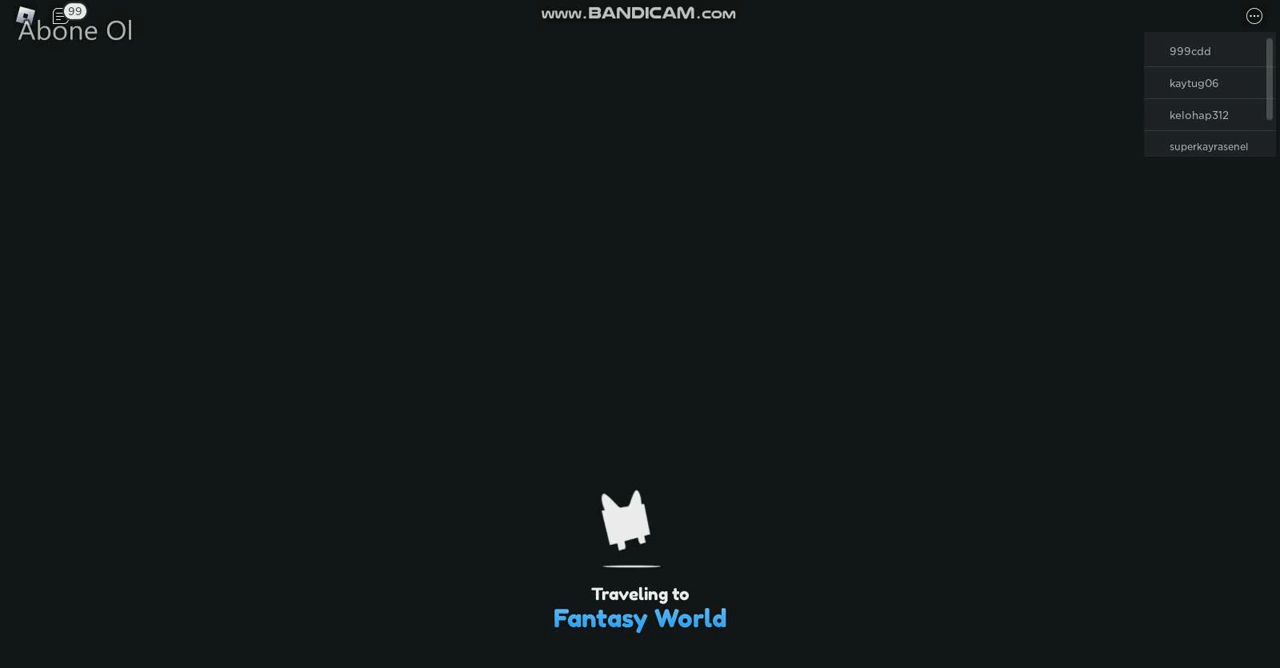 99
www.BANDICAM.com
Abone Ol
999cdd
kaytug06
kelohap312
superkayrasenel
Traveling to
Fantasy World